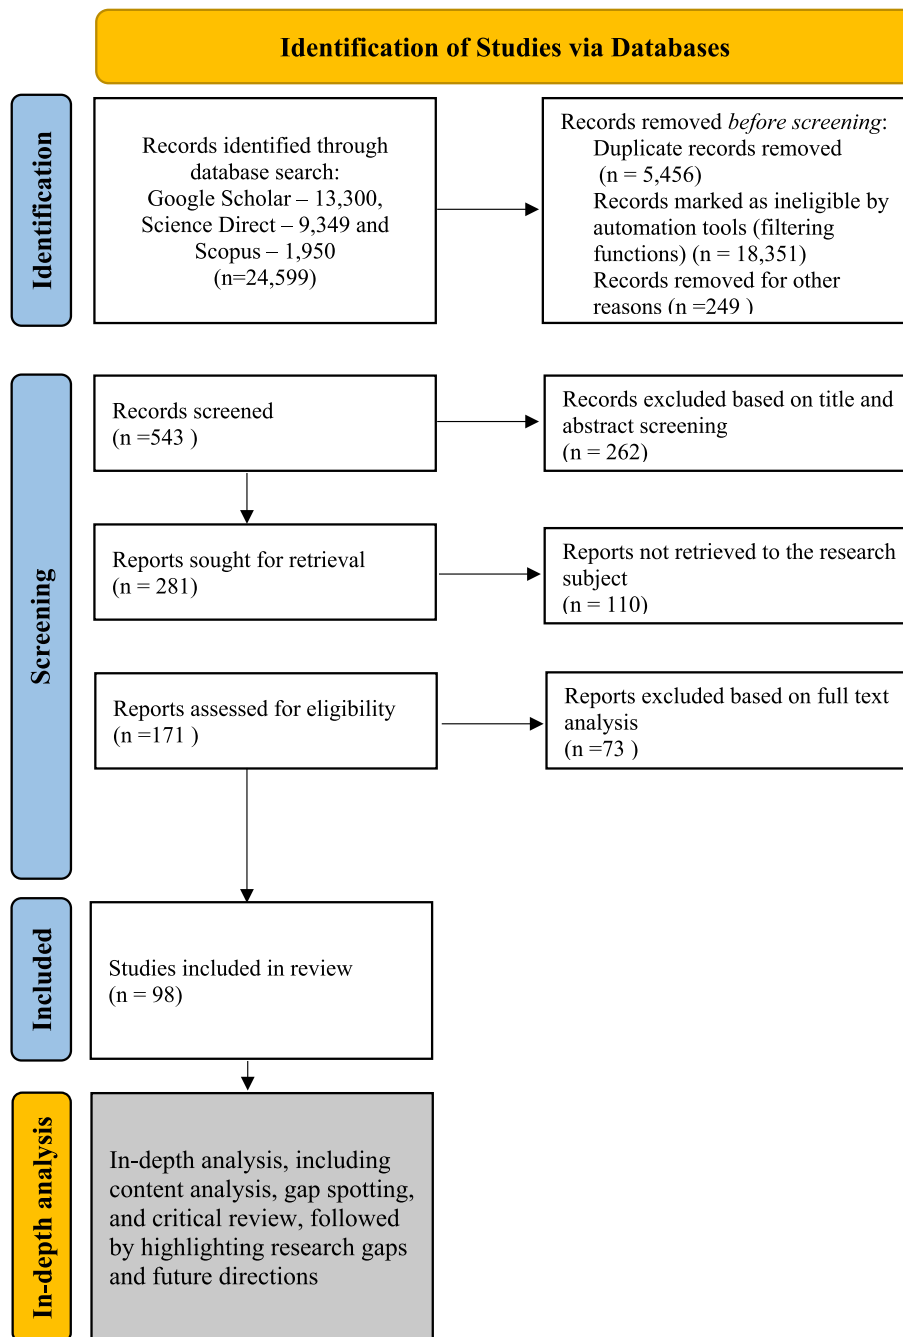 Identification of Studies via Databases
Identification
Records identified through
database search:
Google Scholar – 13,300,
Science Direct – 9,349 and
Scopus – 1,950
(n=24,599)
Records removed before screening:
Duplicate records removed
(n = 5,456)
Records marked as ineligible by
automation tools (filtering
functions) (n = 18,351)
Records removed for other
reasons (n =249 )
Screening
Records screened
(n =543 )
Records excluded based on title and
abstract screening
(n = 262)
Reports sought for retrieval
(n = 281)
Reports not retrieved to the research
subject
(n = 110)
Reports assessed for eligibility
(n =171 )
Reports excluded based on full text
analysis
(n =73 )
Included
Studies included in review
(n = 98)
In-depth analysis
In-depth analysis, including
content analysis, gap spotting,
and critical review, followed
by highlighting research gaps
and future directions